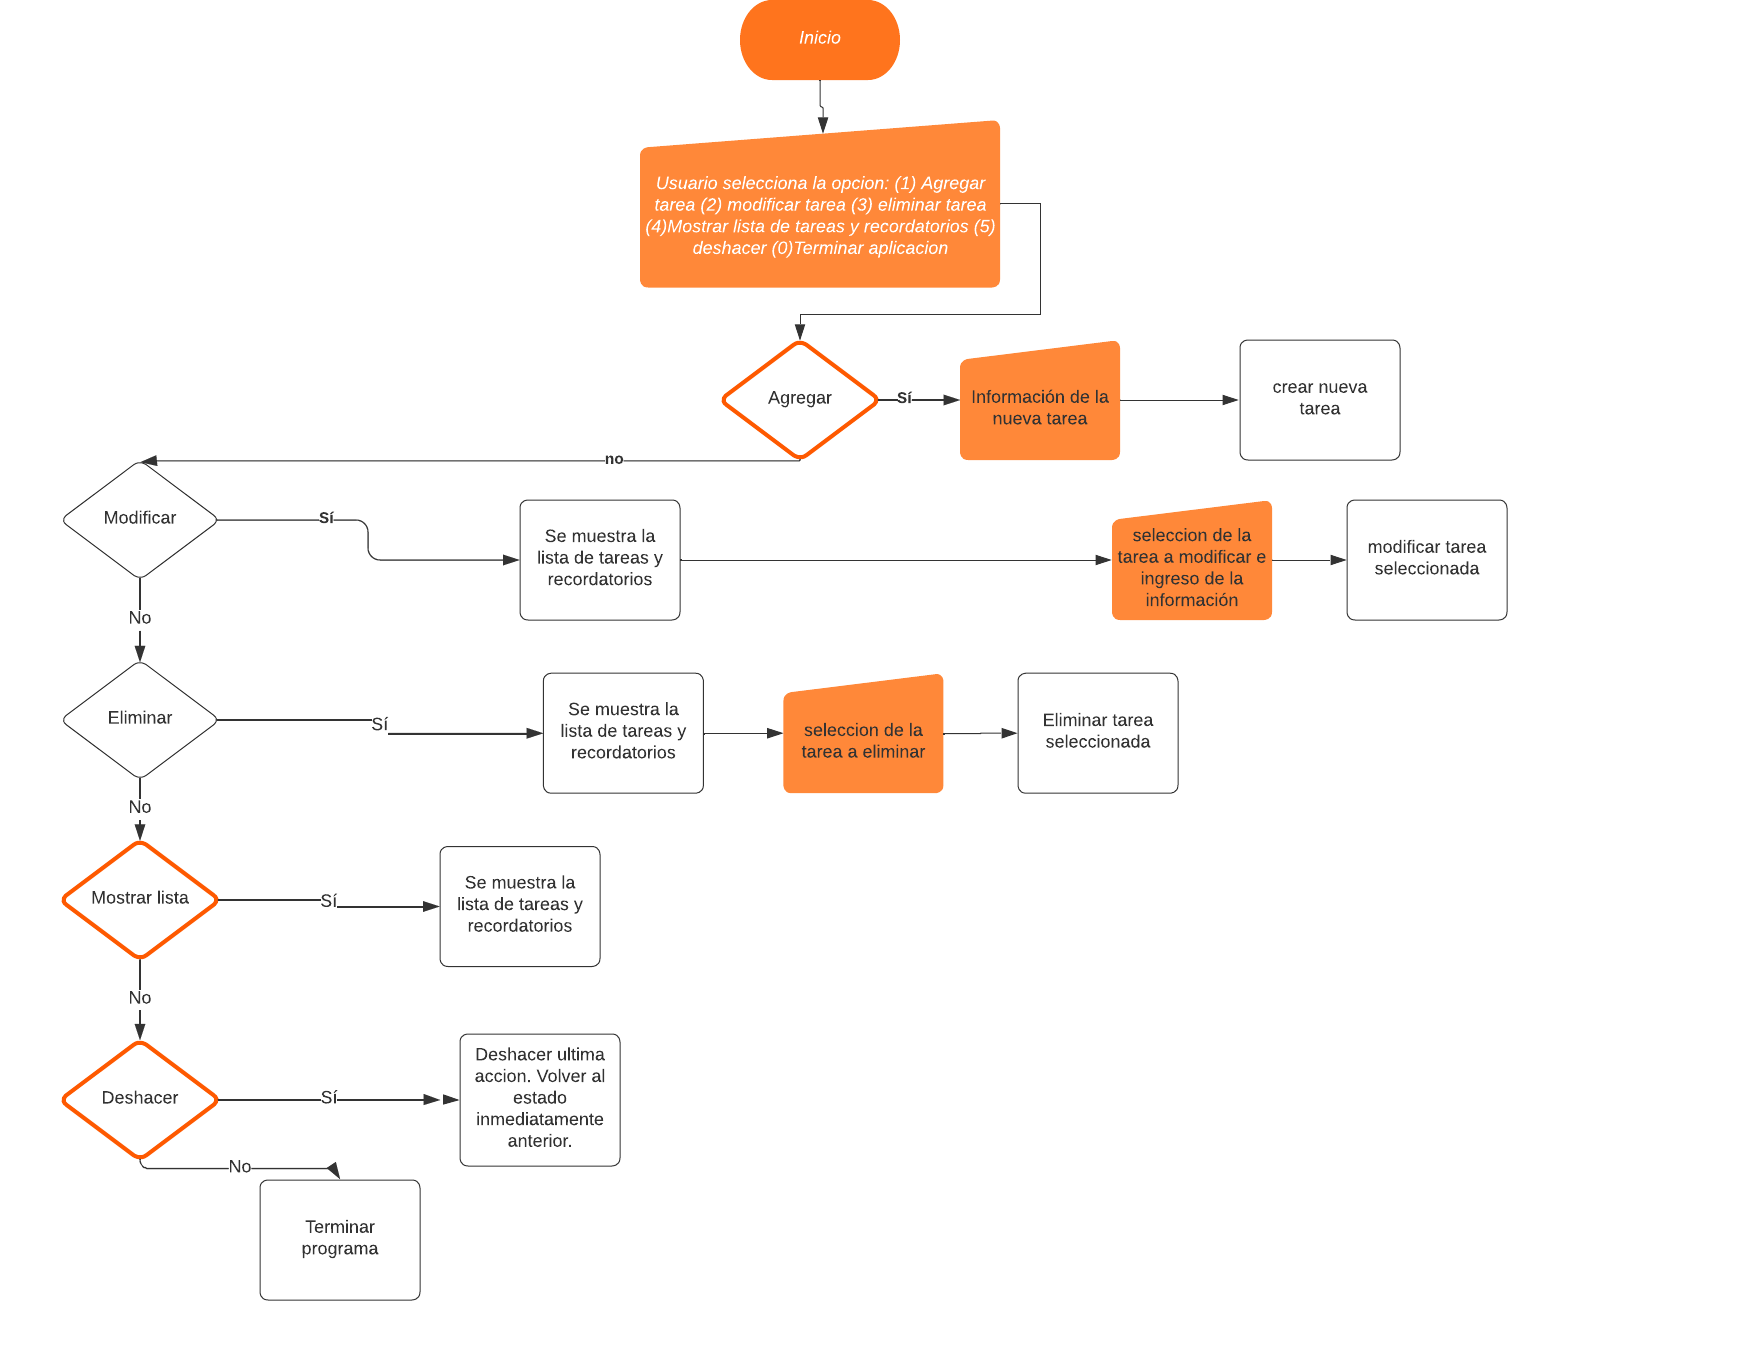 Inicio
Usuario selecciona la opcion: (1) Agregar
tarea (2) modificar tarea (3) eliminar tarea
(4)Mostrar lista de tareas y recordatorios (5)
deshacer (0)Terminar aplicacion
Agregar
Sí
Información de la
nueva tarea
crear nueva
tarea
no
Modificar
Sí
Se muestra la
lista de tareas y
recordatorios
seleccion de la
tarea a modificar e
ingreso de la
información
modificar tarea
seleccionada
No
Eliminar
Sí
Se muestra la
lista de tareas y
recordatorios
seleccion de la
tarea a eliminar
Eliminar tarea
seleccionada
No
Mostrar lista
Sí
Se muestra la
lista de tareas y
recordatorios
No
Deshacer
Sí
Deshacer ultima
accion. Volver al
estado
inmediatamente
anterior.
No
Terminar
programa